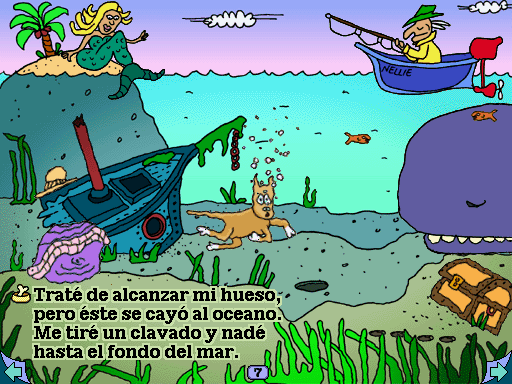 NELLIE
Traté de alcanzar mi hueso,
pero éste se cayó al oceano.
Me tiré un clavado y nadé
hasta el fondo del mar.
7